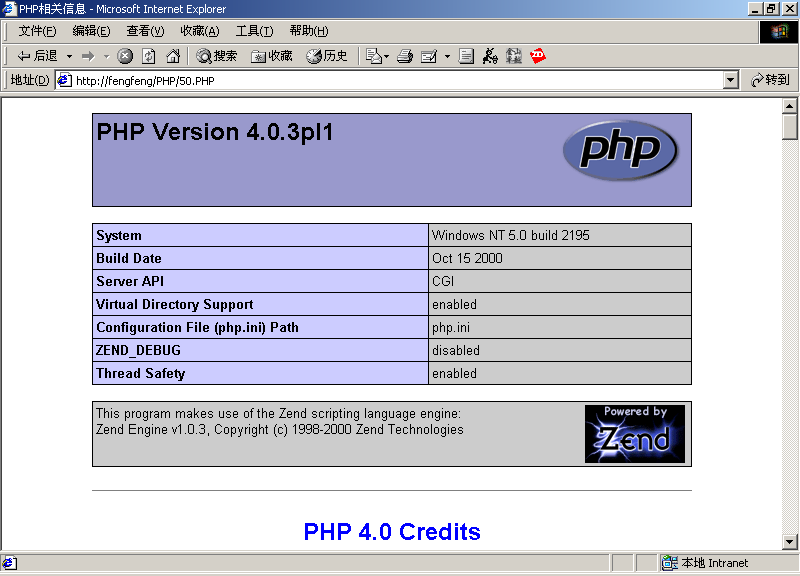 PHP相关信息 - Microsoft Internet Explorer
文件(F) 编辑(E) 查看(V) 收藏(A) 工具(T) 帮助(H)
后退 搜索 收藏 历史
地址(D) http://fengfeng/PHP/50.PHP 转到
PHP Version 4.0.3pl1
php
System Windows NT 5.0 build 2195
Build Date Oct 15 2000
Server API CGI
Virtual Directory Support enabled
Configuration File (php.ini) Path php.ini
ZEND_DEBUG disabled
Thread Safety enabled
This program makes use of the Zend scripting language engine:
Zend Engine v1.0.3, Copyright (c) 1998-2000 Zend Technologies
Powered by
Zend
PHP 4.0 Credits
本地 Intranet